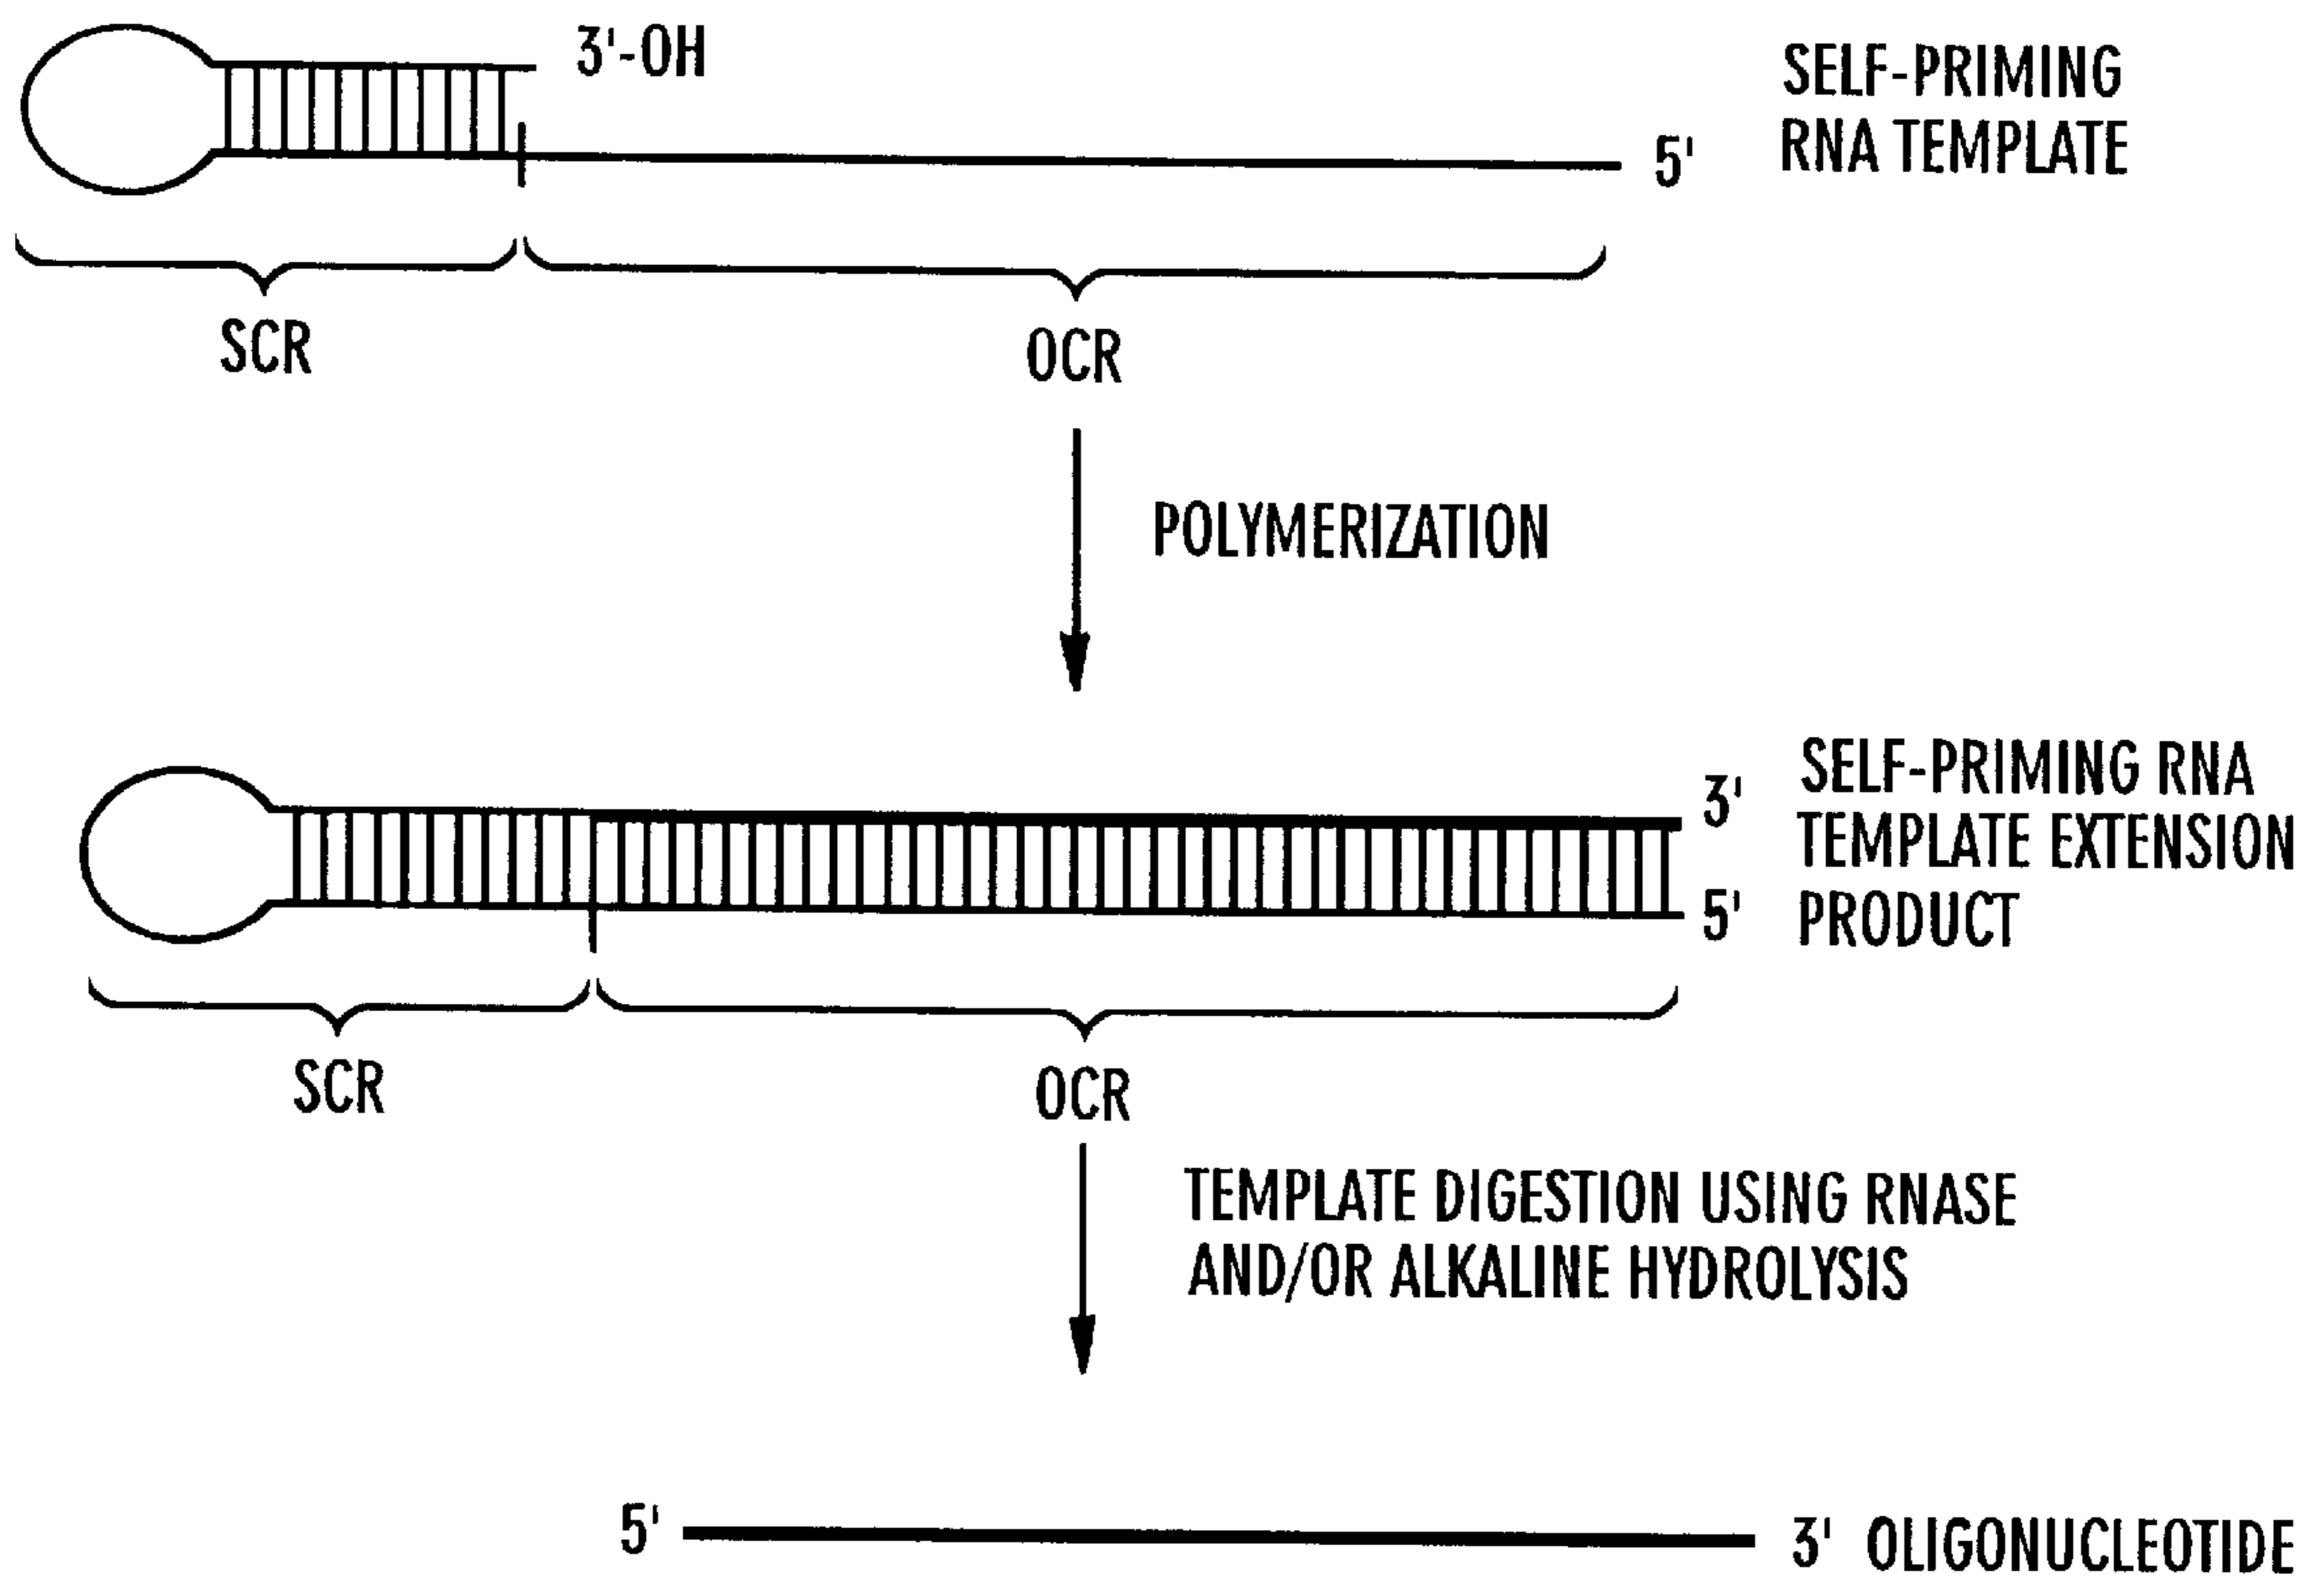 3'-OH
SELF-PRIMING
RNA TEMPLATE
5'
SCR
OCR
POLYMERIZATION
3'
SELF-PRIMING RNA
TEMPLATE EXTENSION
5'
PRODUCT
SCR
OCR
TEMPLATE DIGESTION USING RNASE
AND/OR ALKALINE HYDROLYSIS
5'
3' OLIGONUCLEOTIDE